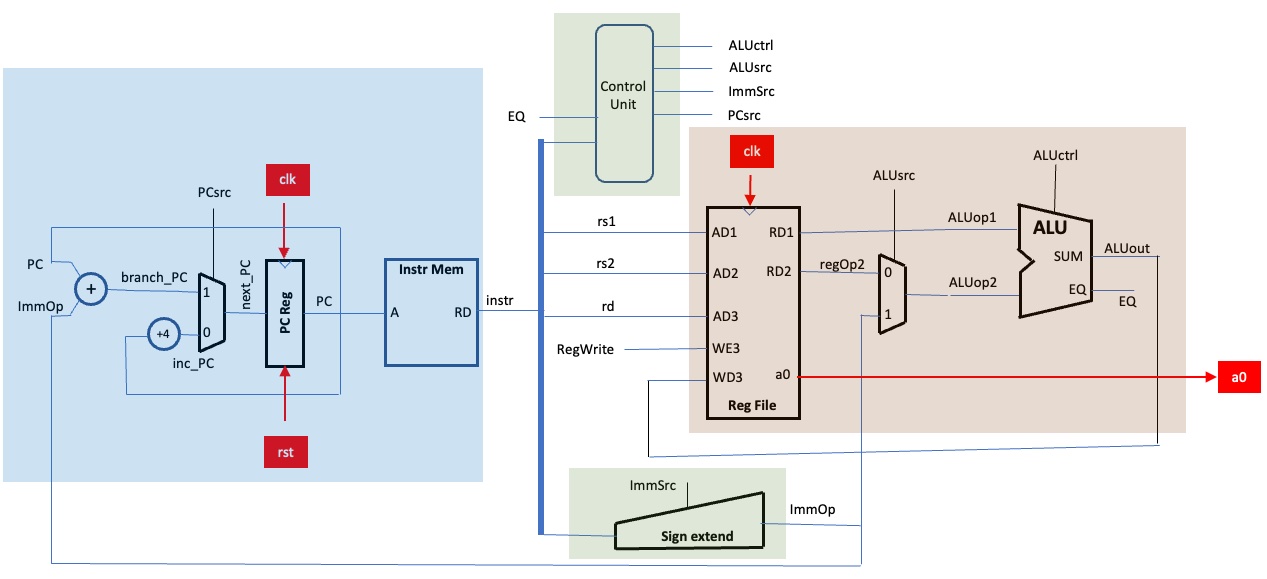 ALUctrl
ALUsrc
Control
Unit
ImmSrc
EQ
PCsrc
clk
ALUctrl
clk
PCsrc
ALUsrc
rs1
AD1
RD1
ALUop1
ALU
PC
branch_PC
next_PC
Instr Mem
rs2
AD2
RD2
regOp2
0
SUM
ALUout
+
1
ImmOp
PC Reg
PC
A
RD
instr
rd
AD3
1
ALUop2
EQ
EQ
+4
0
inc_PC
RegWrite
WE3
WD3
a0
a0
Reg File
rst
ImmSrc
Sign extend
ImmOp